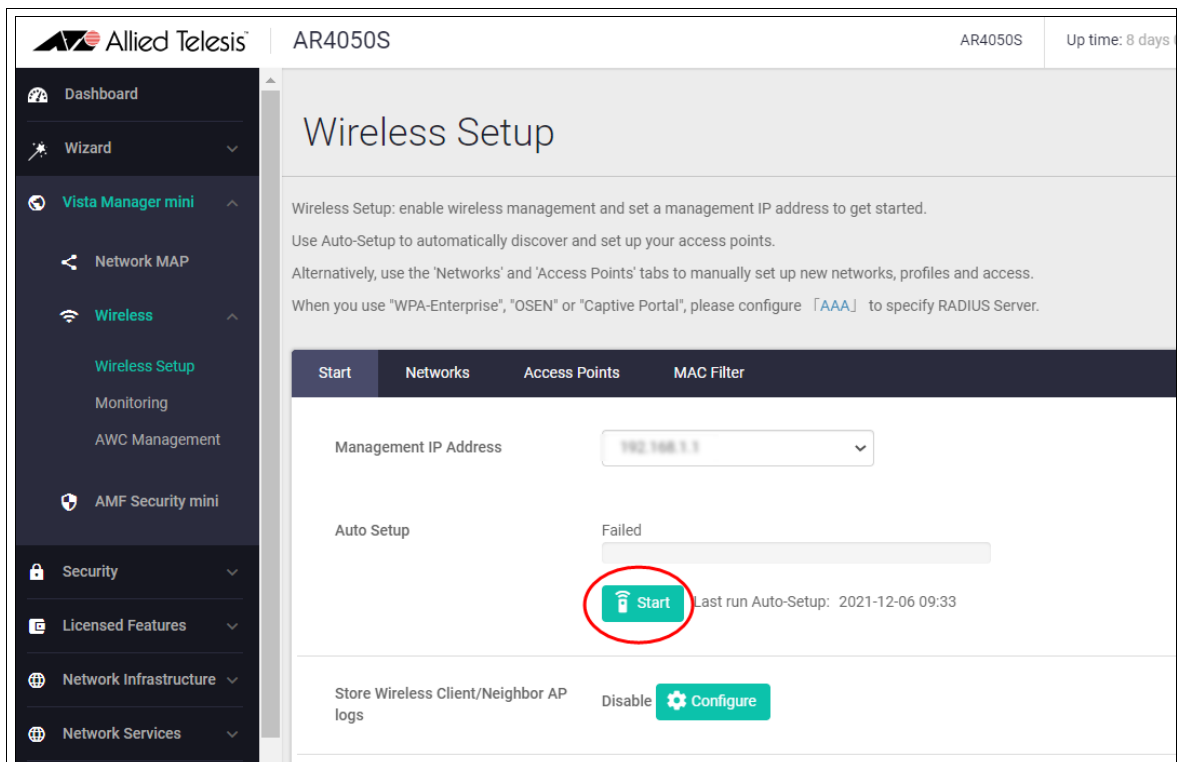 Allied Telesis
AR4050S
AR4050S
Up time: 8 days
Dashboard
Wizard
Vista Manager mini
Network MAP
Wireless
Wireless Setup
Monitoring
AWC Management
AMF Security mini
Security
Licensed Features
Network Infrastructure
Network Services
Wireless Setup
Wireless Setup: enable wireless management and set a management IP address to get started.
Use Auto-Setup to automatically discover and set up your access points.
Alternatively, use the 'Networks' and 'Access Points' tabs to manually set up new networks, profiles and access.
When you use "WPA-Enterprise", "OSEN" or "Captive Portal", please configure 「AAA」 to specify RADIUS Server.
Start Networks Access Points MAC Filter
Management IP Address 192.168.1.1
Auto Setup Failed
Start Last run Auto-Setup: 2021-12-06 09:33
Store Wireless Client/Neighbor AP
logs
Disable Configure